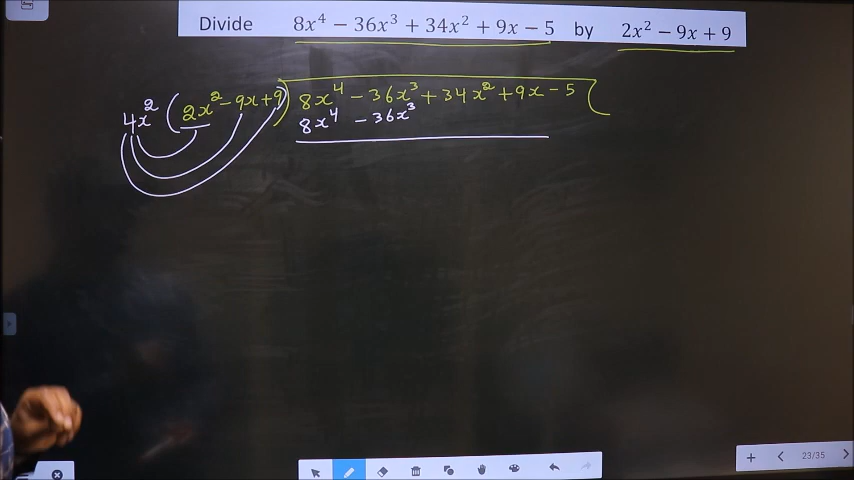 Divide 8x⁴ − 36x³ + 34x² + 9x − 5 by 2x² − 9x + 9
4x² (2x² - 9x + 9) 8x⁴ - 36x³ + 34x² + 9x - 5 (
8x⁴ - 36x³
23/35